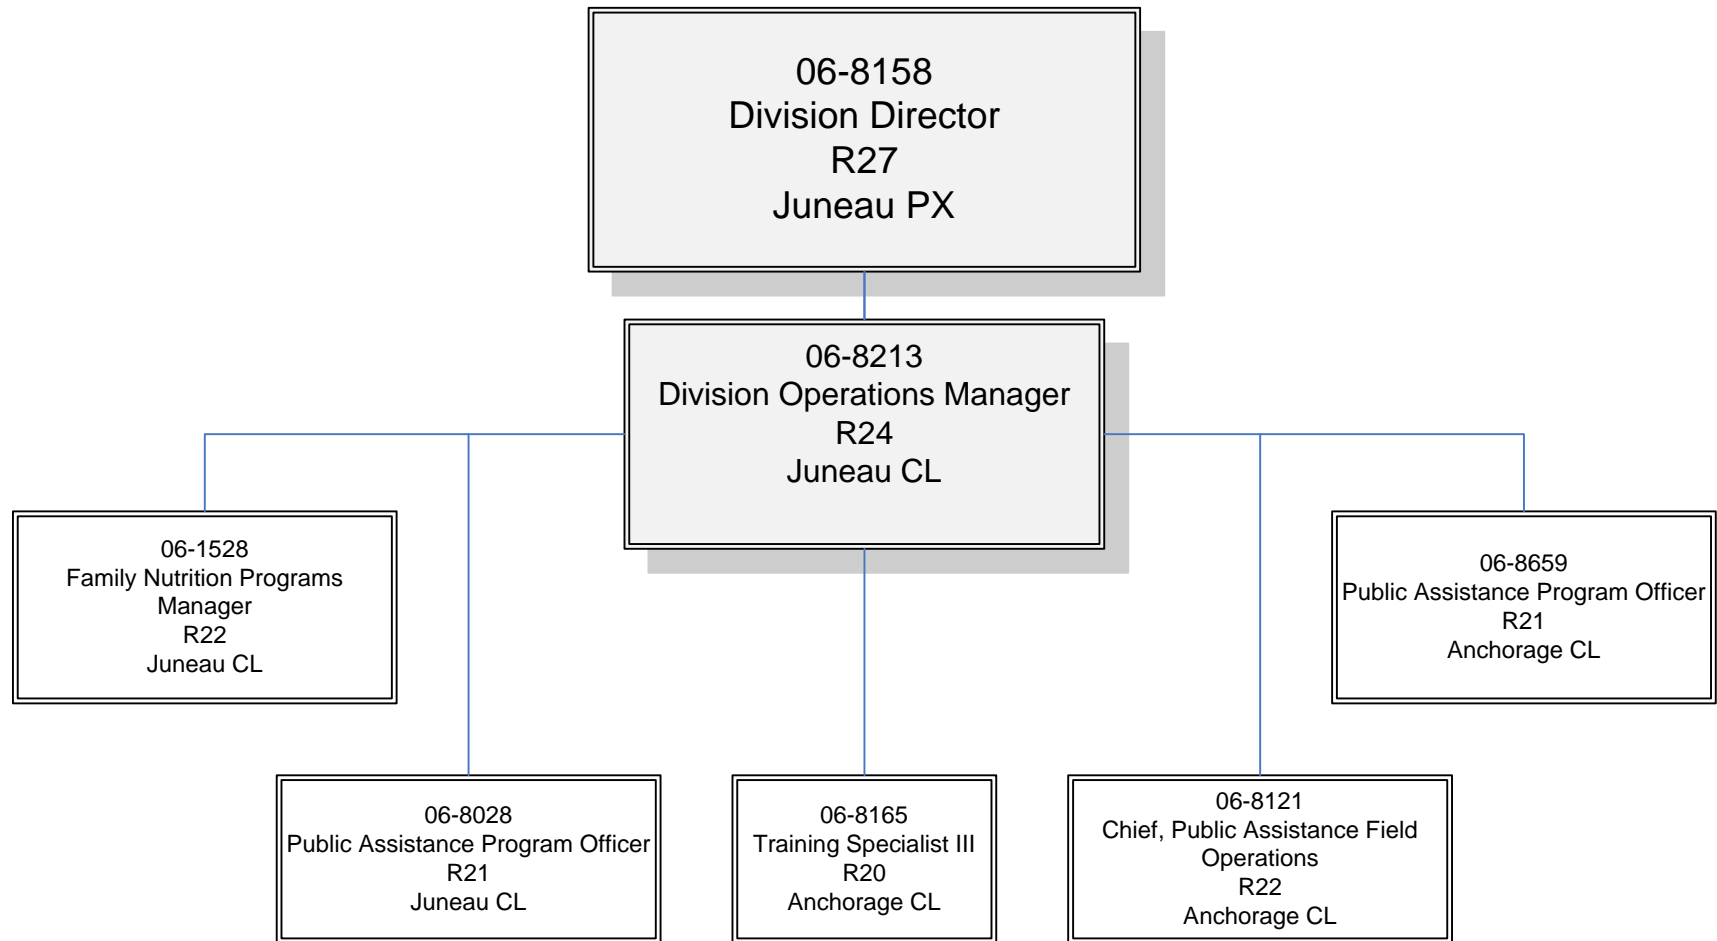 06-8158
Division Director
R27
Juneau PX
06-8213
Division Operations Manager
R24
Juneau CL
06-1528
Family Nutrition Programs
Manager
R22
Juneau CL
06-8659
Public Assistance Program Officer
R21
Anchorage CL
06-8028
Public Assistance Program Officer
R21
Juneau CL
06-8165
Training Specialist III
R20
Anchorage CL
06-8121
Chief, Public Assistance Field
Operations
R22
Anchorage CL